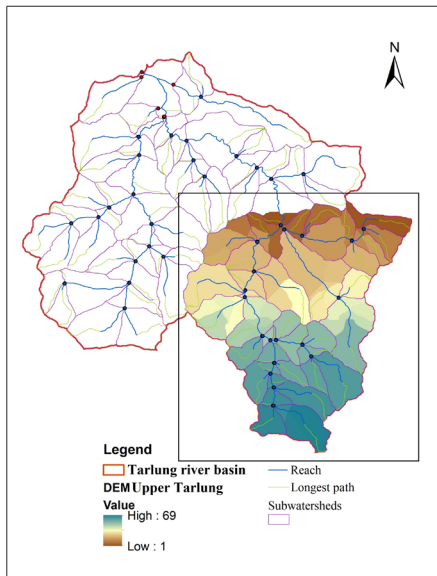 N
Legend
Tarlung river basin
Reach
DEM Upper Tarlung
Longest path
Value
Subwatersheds
High : 69
Low : 1